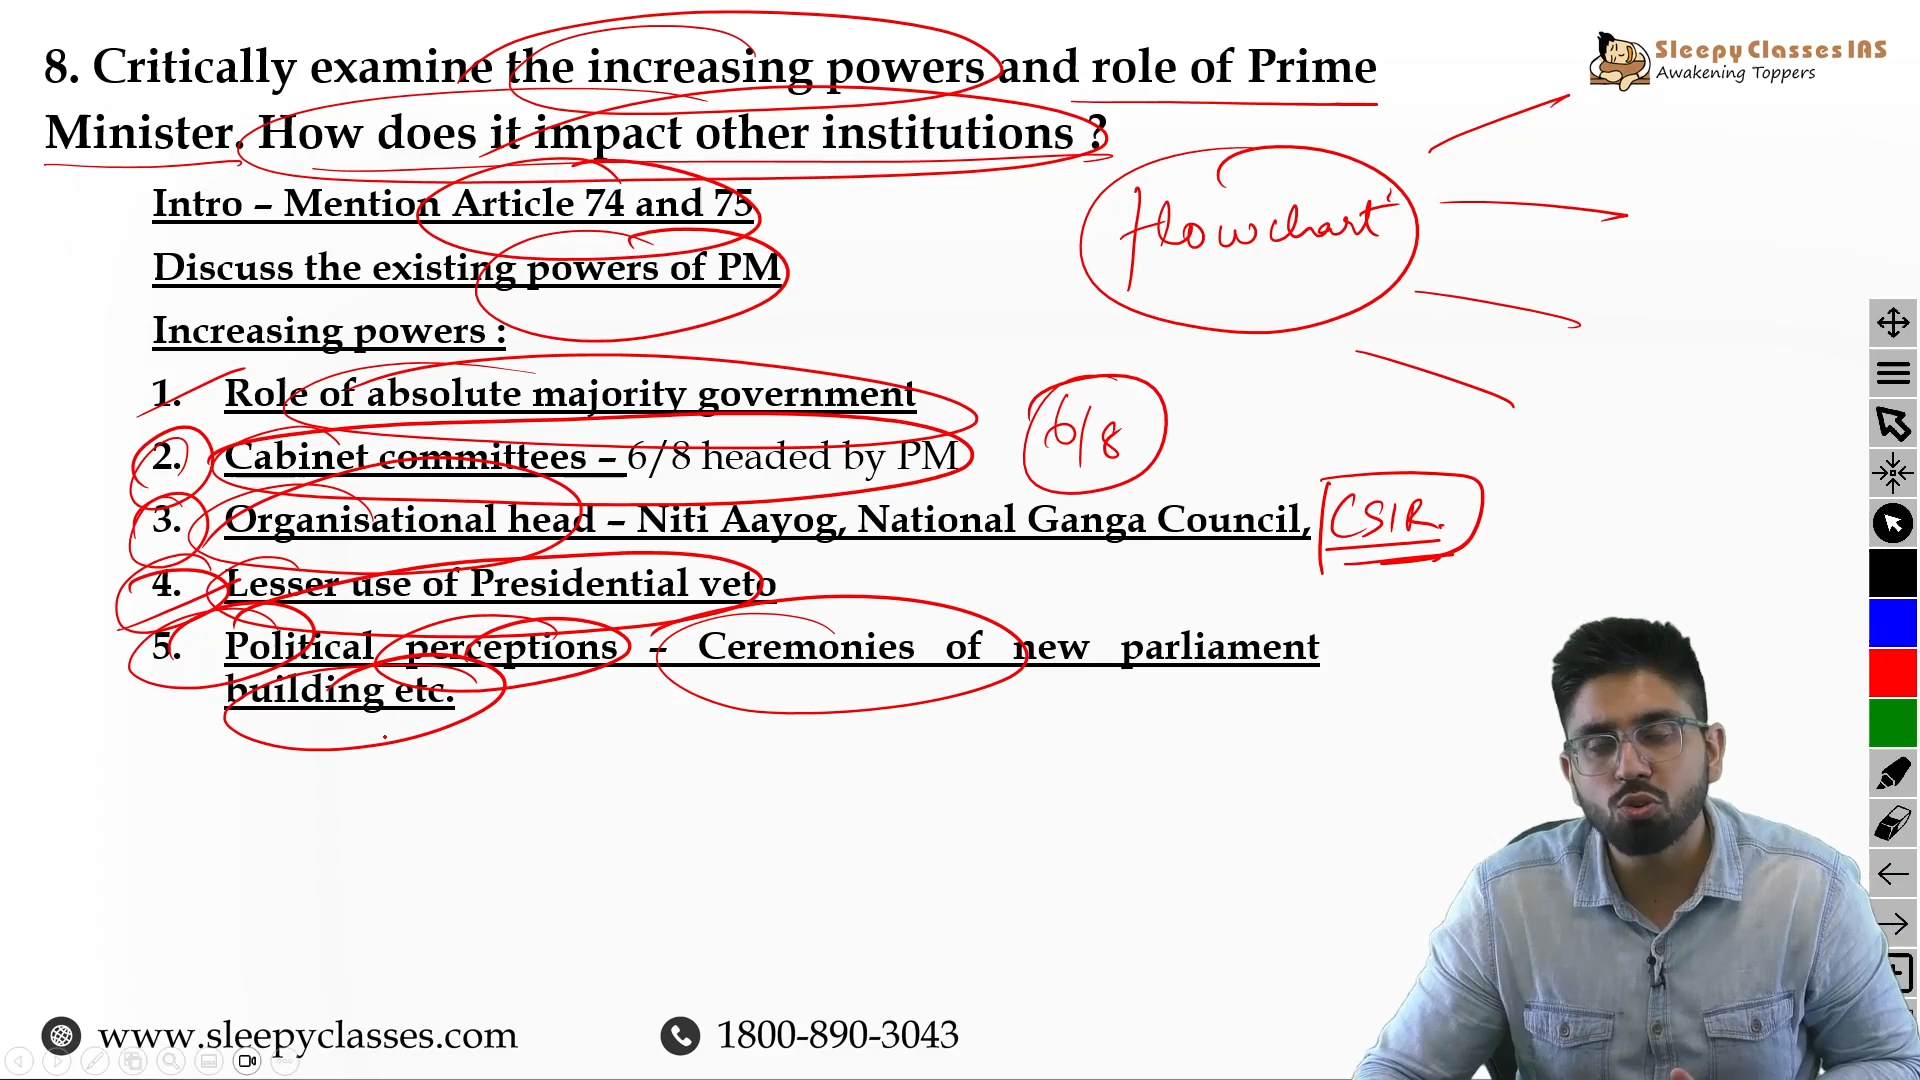 8. Critically examine the increasing powers and role of Prime
Minister. How does it impact other institutions ?
Sleepy Classes IAS
Awakening Toppers
Intro – Mention Article 74 and 75
flowchart
Discuss the existing powers of PM
Increasing powers :
1. Role of absolute majority government
2. Cabinet committees – 6/8 headed by PM
6/8
3. Organisational head – Niti Aayog, National Ganga Council,
CSIR.
4. Lesser use of Presidential veto
5. Political perceptions – Ceremonies of new parliament
building etc.
www.sleepyclasses.com
1800-890-3043